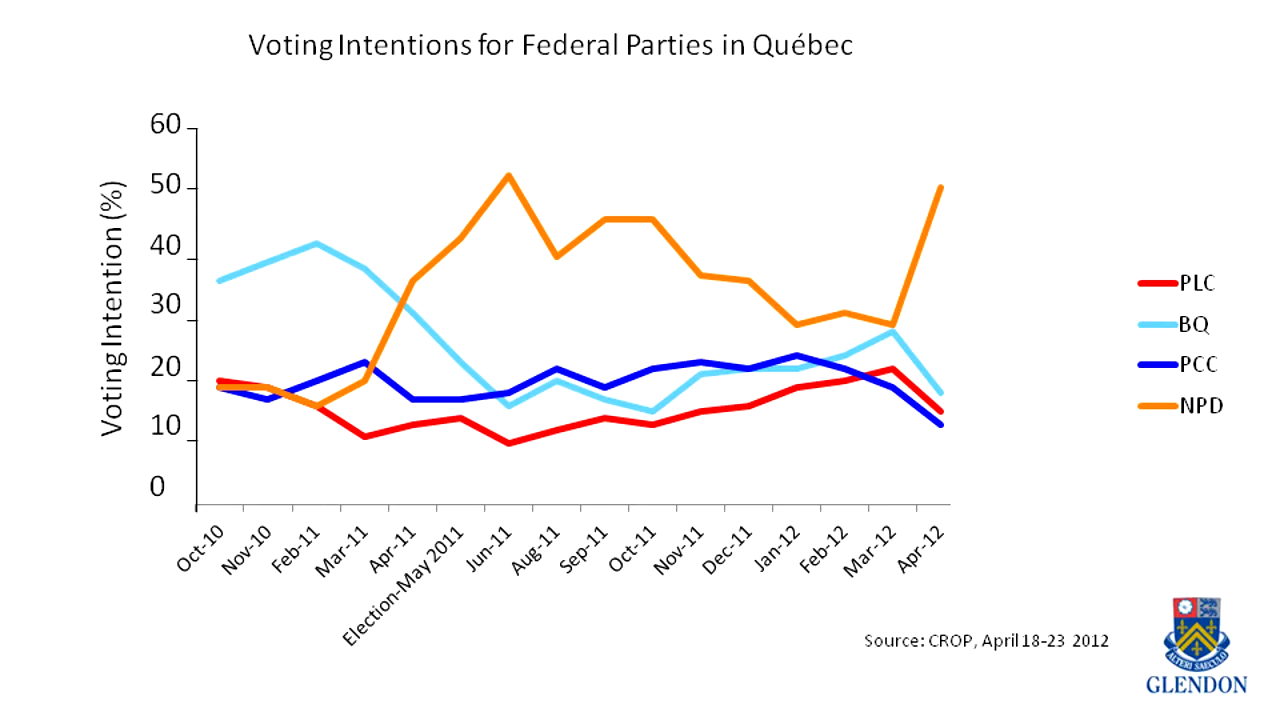 Voting Intentions for Federal Parties in Québec
Voting Intention (%)
60
50
40
30
20
10
0
Oct-10
Nov-10
Feb-11
Mar-11
Apr-11
Election-May 2011
Jun-11
Aug-11
Sep-11
Oct-11
Nov-11
Dec-11
Jan-12
Feb-12
Mar-12
Apr-12
PLC
BQ
PCC
NPD
Source: CROP, April 18-23 2012
ALTERI SAECULO
GLENDON